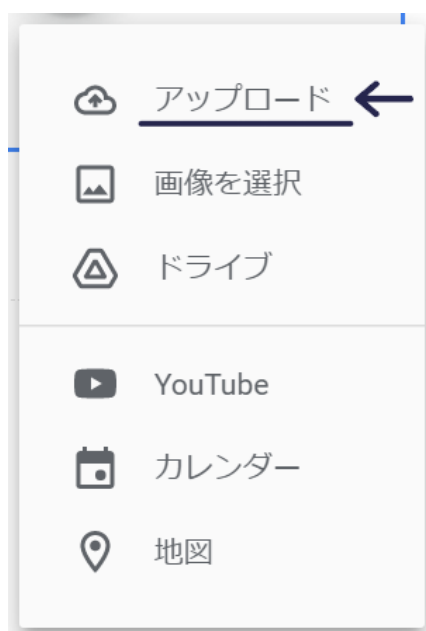 アップロード
画像を選択
ドライブ
YouTube
カレンダー
地図